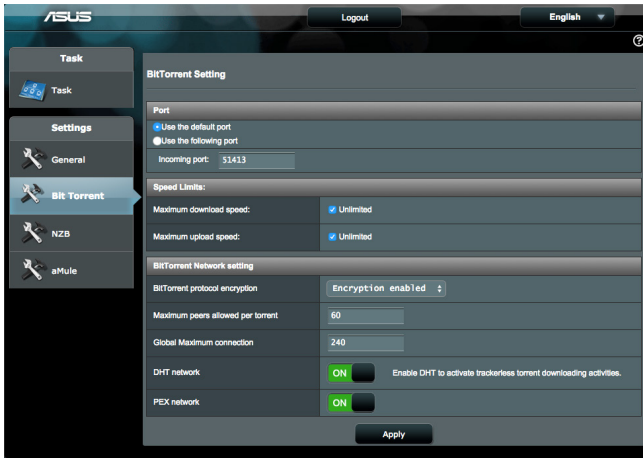 ASUS
Logout
English
?
Task
Task
Settings
General
Bit Torrent
NZB
aMule
BitTorrent Setting
Port
Use the default port
Use the following port
Incoming port: 51413
Speed Limits:
Maximum download speed: Unlimited
Maximum upload speed: Unlimited
BitTorrent Network setting
BitTorrent protocol encryption Encryption enabled
Maximum peers allowed per torrent 60
Global Maximum connection 240
DHT network ON Enable DHT to activate trackerless torrent downloading activities.
PEX network ON
Apply